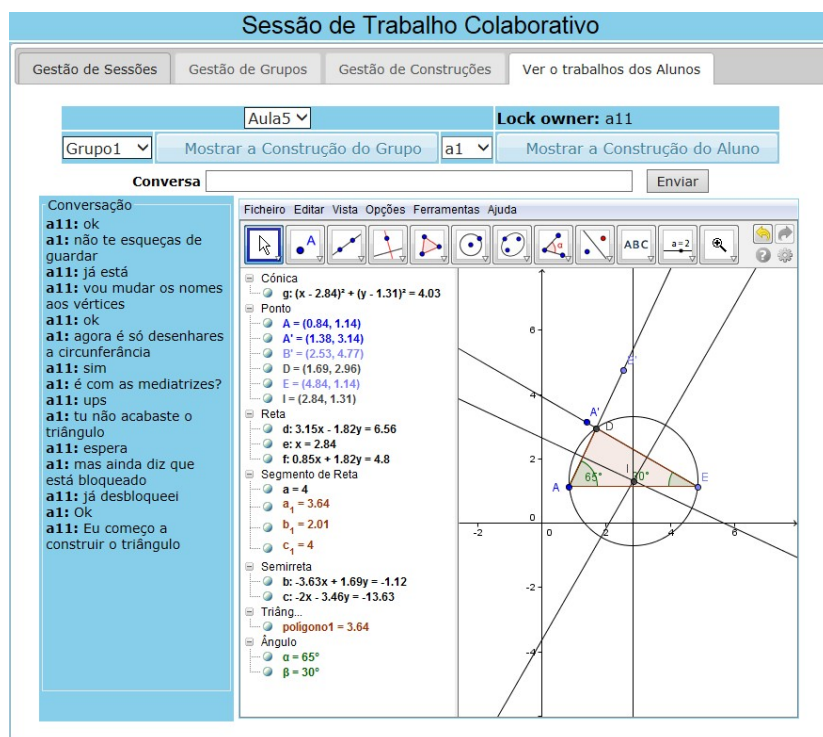 Sessão de Trabalho Colaborativo
Gestão de Sessões
Gestão de Grupos
Gestão de Construções
Ver o trabalhos dos Alunos
Aula5
Lock owner: a11
Grupo1
Mostrar a Construção do Grupo
a1
Mostrar a Construção do Aluno
Conversa
Enviar
Conversação
a11: ok
a1: não te esqueças de
guardar
a11: já está
a11: vou mudar os nomes
aos vértices
a11: ok
a1: agora é só desenhares
a circunferância
a11: sim
a1: é com as mediatrizes?
a11: ups
a1: tu não acabaste o
triângulo
a11: espera
a1: mas ainda diz que
está bloqueado
a11: já desbloqueei
a1: Ok
a11: Eu começo a
construir o triângulo
Ficheiro Editar Vista Opções Ferramentas Ajuda
A
α
ABC
a=2
Cónica
g: (x - 2.84)² + (y - 1.31)² = 4.03
Ponto
A = (0.84, 1.14)
A' = (1.38, 3.14)
B' = (2.53, 4.77)
D = (1.69, 2.96)
E = (4.84, 1.14)
I = (2.84, 1.31)
Reta
d: 3.15x - 1.82y = 6.56
e: x = 2.84
f: 0.85x + 1.82y = 4.8
Segmento de Reta
a = 4
a₁ = 3.64
b₁ = 2.01
c₁ = 4
Semirreta
b: -3.63x + 1.69y = -1.12
c: -2x - 3.46y = -13.63
Triâng...
poligono1 = 3.64
Ângulo
α = 65°
β = 30°
6
4
2
0
-2
-4
-2
0
2
4
6
A'
D
A
65°
I
30°
E